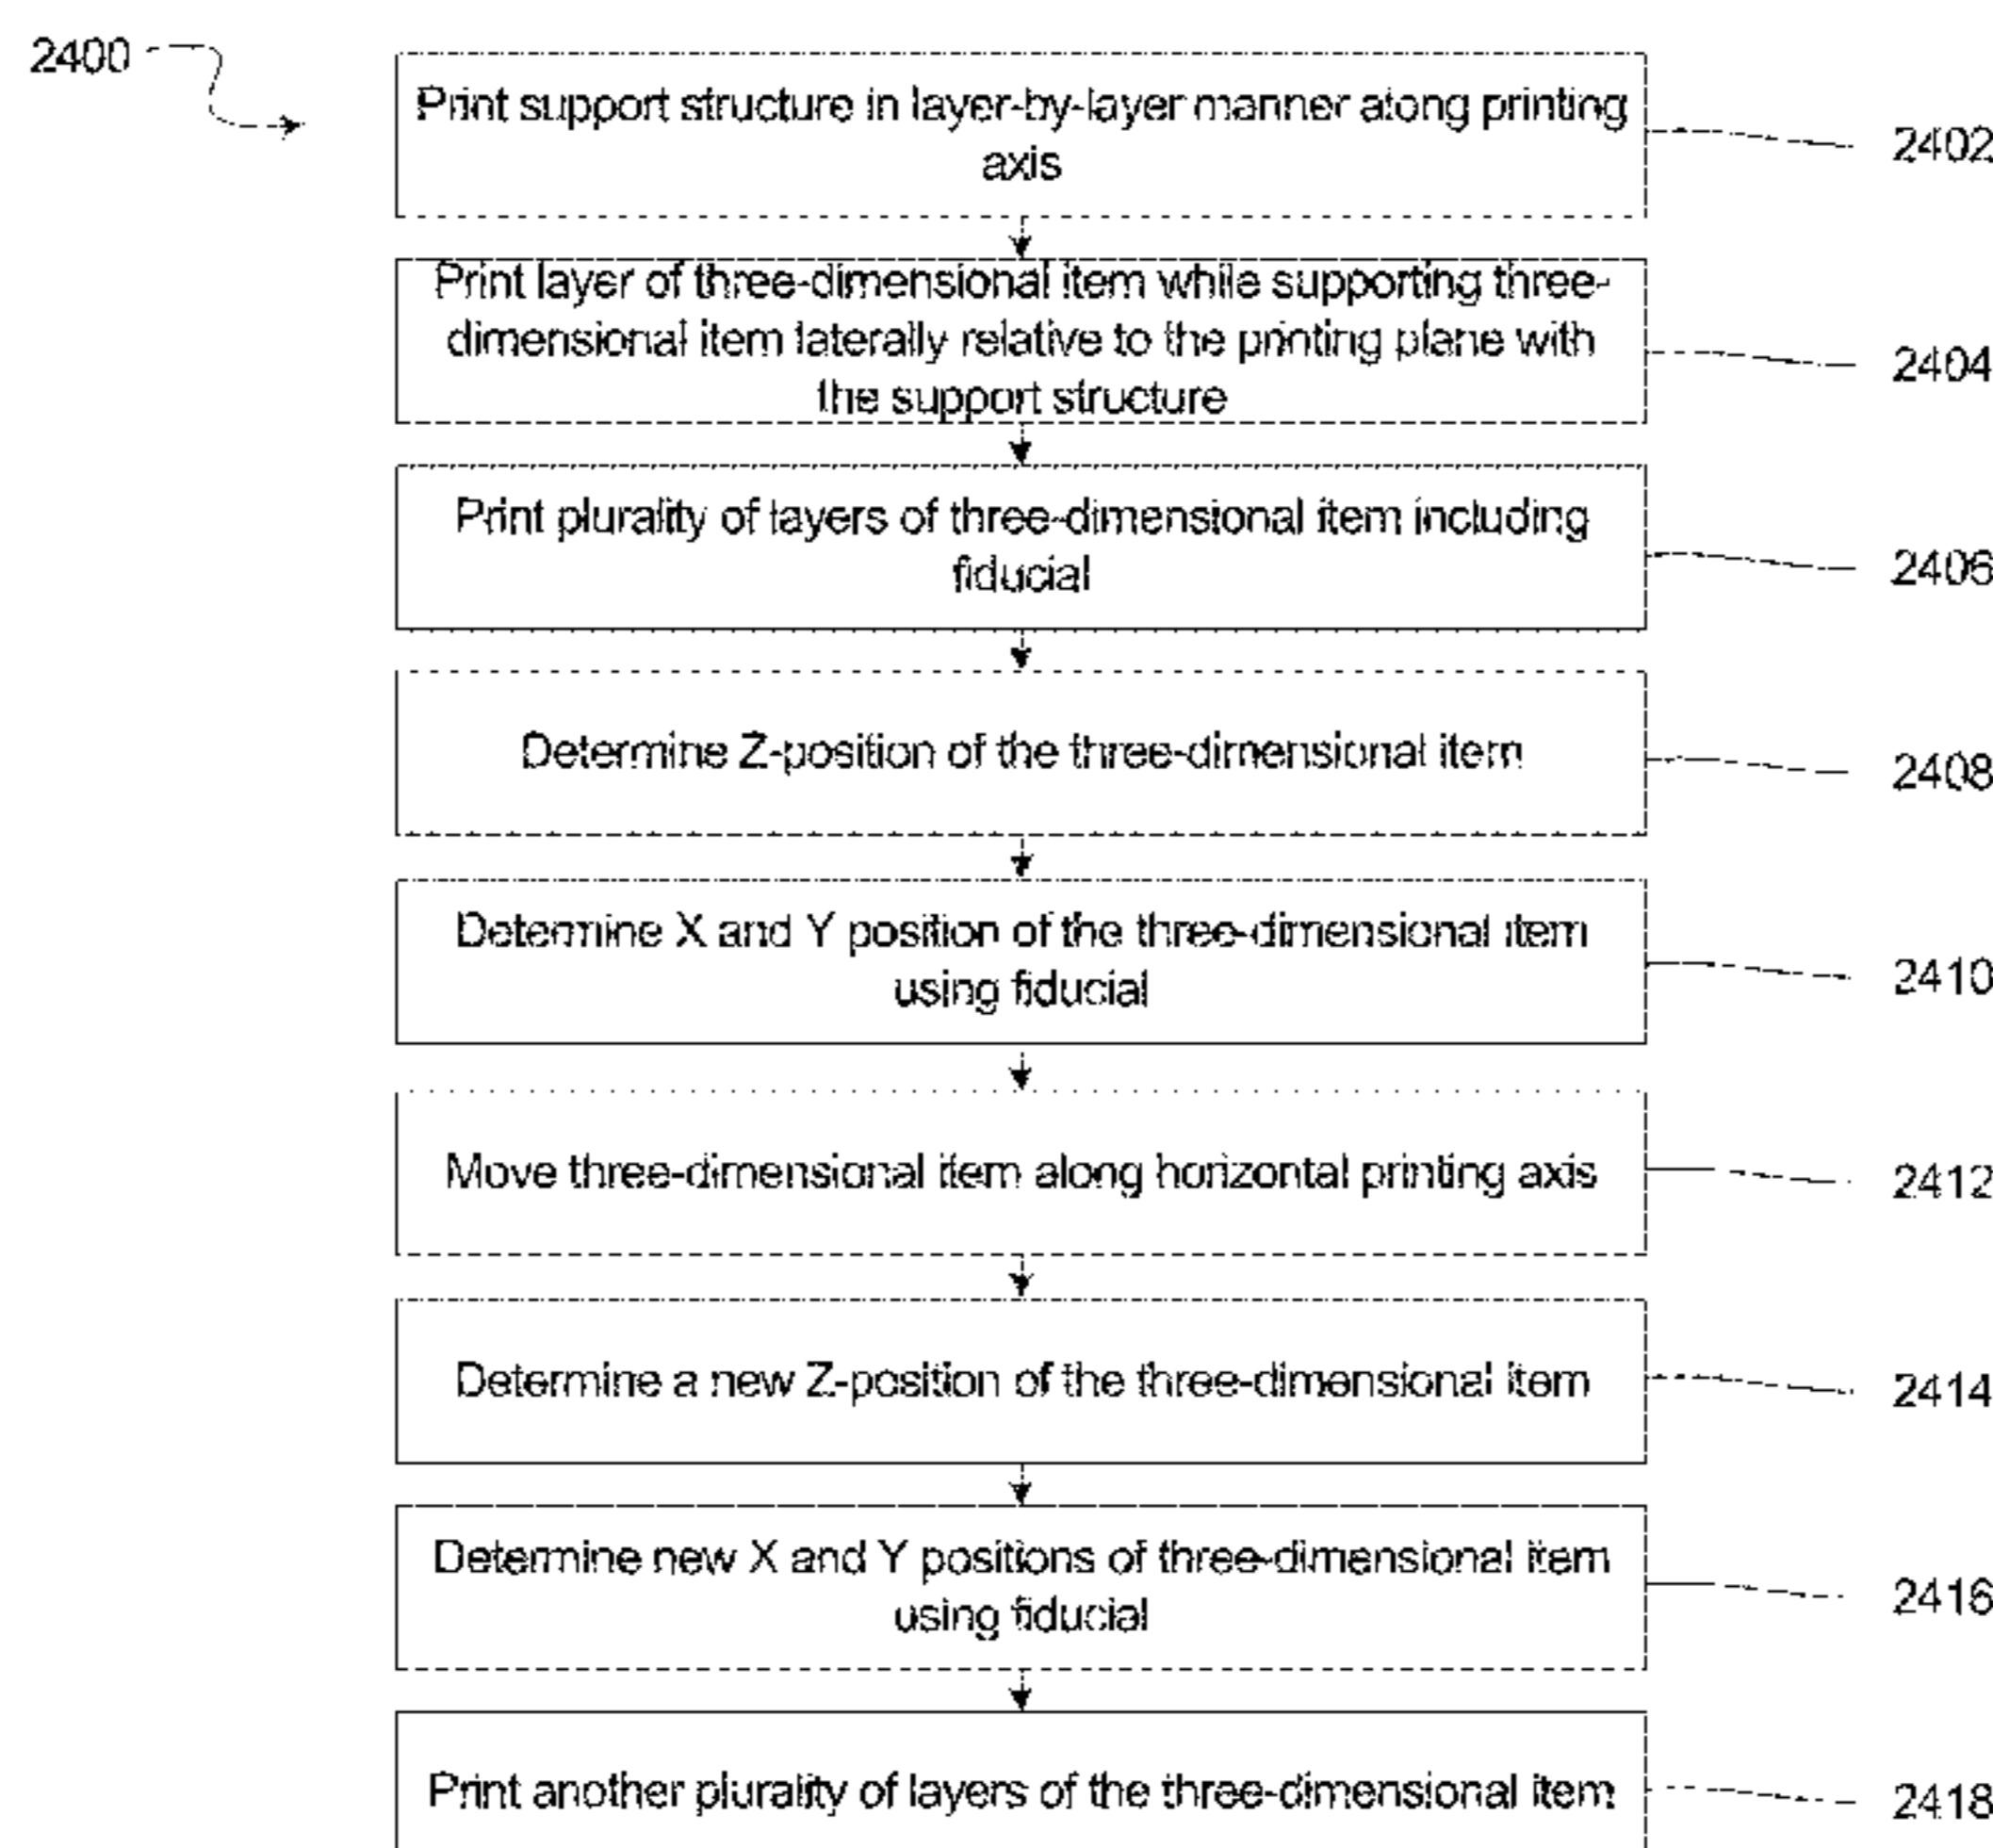 2400
Print support structure in layer-by-layer manner along printing
axis
2402
Print layer of three-dimensional item while supporting three-
dimensional item laterally relative to the printing plane with
the support structure
2404
Print plurality of layers of three-dimensional item including
fiducial
2406
Determine Z-position of the three-dimensional item
2408
Determine X and Y position of the three-dimensional item
using fiducial
2410
Move three-dimensional item along horizontal printing axis
2412
Determine a new Z-position of the three-dimensional item
2414
Determine new X and Y positions of three-dimensional item
using fiducial
2416
Print another plurality of layers of the three-dimensional item
2418